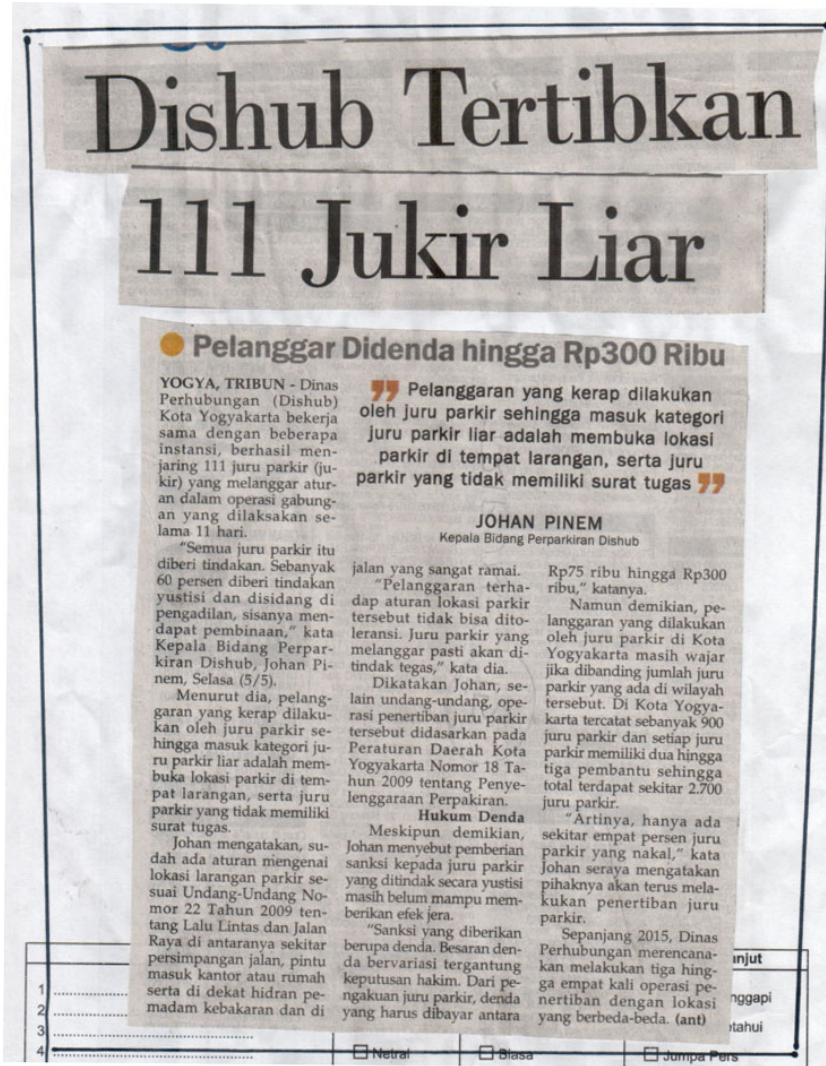 Dishub Tertibkan
111 Jukir Liar
Pelanggar Didenda hingga Rp300 Ribu
YOGYA, TRIBUN - Dinas
Perhubungan (Dishub)
Kota Yogyakarta bekerja
sama dengan beberapa
instansi, berhasil men-
jaring 111 juru parkir (ju-
kir) yang melanggar atur-
an dalam operasi gabung-
an yang dilaksakan se-
lama 11 hari.
"Semua juru parkir itu
diberi tindakan. Sebanyak
60 persen diberi tindakan
yustisi dan disidang di
pengadilan, sisanya men-
dapat pembinaan," kata
Kepala Bidang Perpar-
kiran Dishub, Johan Pi-
nem, Selasa (5/5).
Menurut dia, pelang-
garan yang kerap dilaku-
kan oleh juru parkir se-
hingga masuk kategori ju-
ru parkir liar adalah mem-
buka lokasi parkir di tem-
pat larangan, serta juru
parkir yang tidak memiliki
surat tugas.
Johan mengatakan, su-
dah ada aturan mengenai
lokasi larangan parkir se-
suai Undang-Undang No-
mor 22 Tahun 2009 ten-
tang Lalu Lintas dan Jalan
Raya di antaranya sekitar
persimpangan jalan, pintu
masuk kantor atau rumah
serta di dekat hidran pe-
madam kebakaran dan di
Pelanggaran yang kerap dilakukan
oleh juru parkir sehingga masuk kategori
juru parkir liar adalah membuka lokasi
parkir di tempat larangan, serta juru
parkir yang tidak memiliki surat tugas
JOHAN PINEM
Kepala Bidang Perparkiran Dishub
jalan yang sangat ramai.
"Pelanggaran terha-
dap aturan lokasi parkir
tersebut tidak bisa dito-
leransi. Juru parkir yang
melanggar pasti akan di-
tindak tegas," kata dia.
Dikatakan Johan, se-
lain undang-undang, ope-
rasi penertiban juru parkir
tersebut didasarkan pada
Peraturan Daerah Kota
Yogyakarta Nomor 18 Ta-
hun 2009 tentang Penye-
lenggaraan Perpakiran.
Hukum Denda
Meskipun demikian,
Johan menyebut pemberian
sanksi kepada juru parkir
yang ditindak secara yustisi
masih belum mampu mem-
berikan efek jera.
"Sanksi yang diberikan
berupa denda. Besaran den-
da bervariasi tergantung
keputusan hakim. Dari pe-
ngakuan juru parkir, denda
yang harus dibayar antara
Rp75 ribu hingga Rp300
ribu," katanya.
Namun demikian, pe-
langgaran yang dilakukan
oleh juru parkir di Kota
Yogyakarta masih wajar
jika dibanding jumlah juru
parkir yang ada di wilayah
tersebut. Di Kota Yogya-
karta tercatat sebanyak 900
juru parkir dan setiap juru
parkir memiliki dua hingga
tiga pembantu sehingga
total terdapat sekitar 2.700
juru parkir.
"Artinya, hanya ada
sekitar empat persen juru
parkir yang nakal," kata
Johan seraya mengatakan
pihaknya akan terus mela-
kukan penertiban juru
parkir.
Sepanjang 2015, Dinas
Perhubungan merencana-
kan melakukan tiga hing-
ga empat kali operasi pe-
nertiban dengan lokasi
yang berbeda-beda. (ant)
1
2
3
4
Netral
Biasa
Jumpa Pers